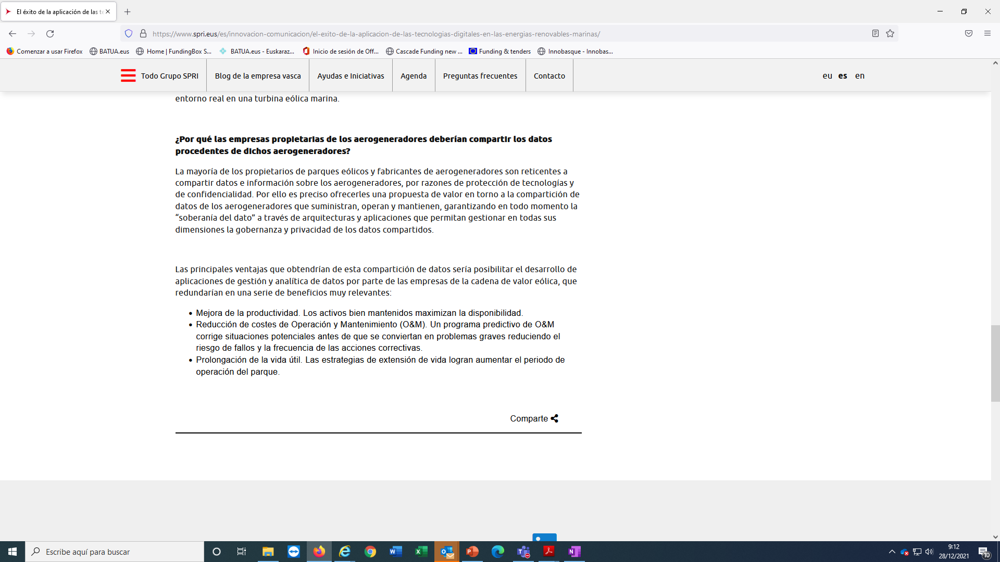 El éxito de la aplicación de las te
https://www.spri.eus/es/innovacion-comunicacion/el-exito-de-la-aplicacion-de-las-tecnologias-digitales-en-las-energias-renovables-marinas/
Comenzar a usar Firefox BATUA.eus Home | FundingBox S... BATUA.eus - Euskaraz... Inicio de sesión de Off... Cascade Funding new ... Funding & tenders Innobasque - Innobas...
Todo Grupo SPRI Blog de la empresa vasca Ayudas e Iniciativas Agenda Preguntas frecuentes Contacto eu es en
entorno real en una turbina eólica marina.
¿Por qué las empresas propietarias de los aerogeneradores deberían compartir los datos
procedentes de dichos aerogeneradores?
La mayoría de los propietarios de parques eólicos y fabricantes de aerogeneradores son reticentes a
compartir datos e información sobre los aerogeneradores, por razones de protección de tecnologías y
de confidencialidad. Por ello es preciso ofrecerles una propuesta de valor en torno a la compartición de
datos de los aerogeneradores que suministran, operan y mantienen, garantizando en todo momento la
“soberanía del dato” a través de arquitecturas y aplicaciones que permitan gestionar en todas sus
dimensiones la gobernanza y privacidad de los datos compartidos.
Las principales ventajas que obtendrían de esta compartición de datos sería posibilitar el desarrollo de
aplicaciones de gestión y analítica de datos por parte de las empresas de la cadena de valor eólica, que
redundarían en una serie de beneficios muy relevantes:
• Mejora de la productividad. Los activos bien mantenidos maximizan la disponibilidad.
• Reducción de costes de Operación y Mantenimiento (O&M). Un programa predictivo de O&M
corrige situaciones potenciales antes de que se conviertan en problemas graves reduciendo el
riesgo de fallos y la frecuencia de las acciones correctivas.
• Prolongación de la vida útil. Las estrategias de extensión de vida logran aumentar el periodo de
operación del parque.
Comparte
Escribe aquí para buscar
9:12
28/12/2021
10